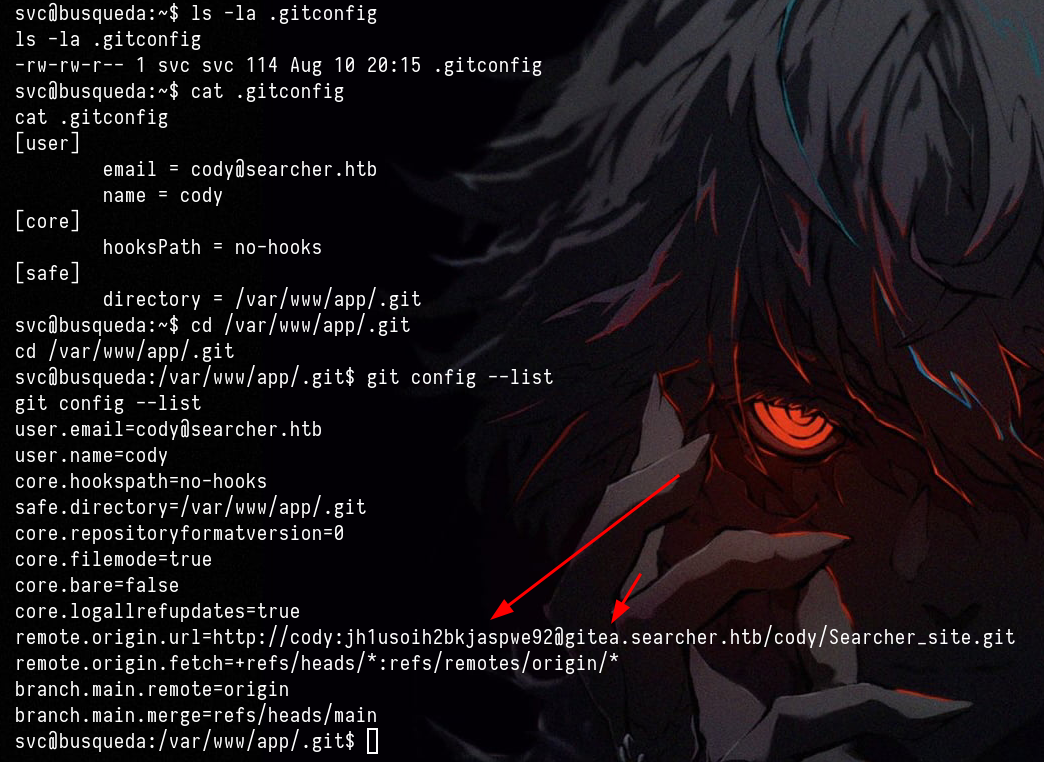 svc@busqueda:~$ ls -la .gitconfig
ls -la .gitconfig
-rw-rw-r-- 1 svc svc 114 Aug 10 20:15 .gitconfig
svc@busqueda:~$ cat .gitconfig
cat .gitconfig
[user]
        email = cody@searcher.htb
        name = cody
[core]
        hooksPath = no-hooks
[safe]
        directory = /var/www/app/.git
svc@busqueda:~$ cd /var/www/app/.git
cd /var/www/app/.git
svc@busqueda:/var/www/app/.git$ git config --list
git config --list
user.email=cody@searcher.htb
user.name=cody
core.hookspath=no-hooks
safe.directory=/var/www/app/.git
core.repositoryformatversion=0
core.filemode=true
core.bare=false
core.logallrefupdates=true
remote.origin.url=http://cody:jh1usoih2bkjaspwe92@gitea.searcher.htb/cody/Searcher_site.git
remote.origin.fetch=+refs/heads/*:refs/remotes/origin/*
branch.main.remote=origin
branch.main.merge=refs/heads/main
svc@busqueda:/var/www/app/.git$